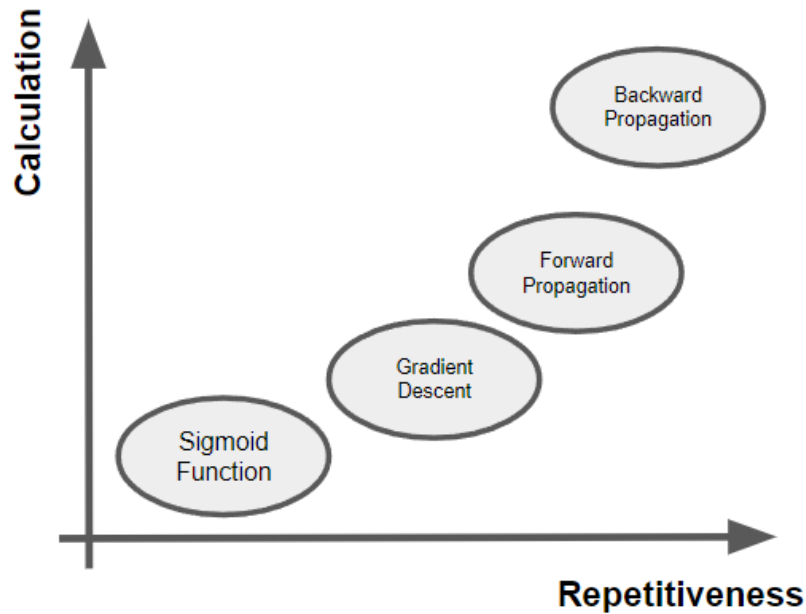 Calculation
Backward
Propagation
Forward
Propagation
Gradient
Descent
Sigmoid
Function
Repetitiveness